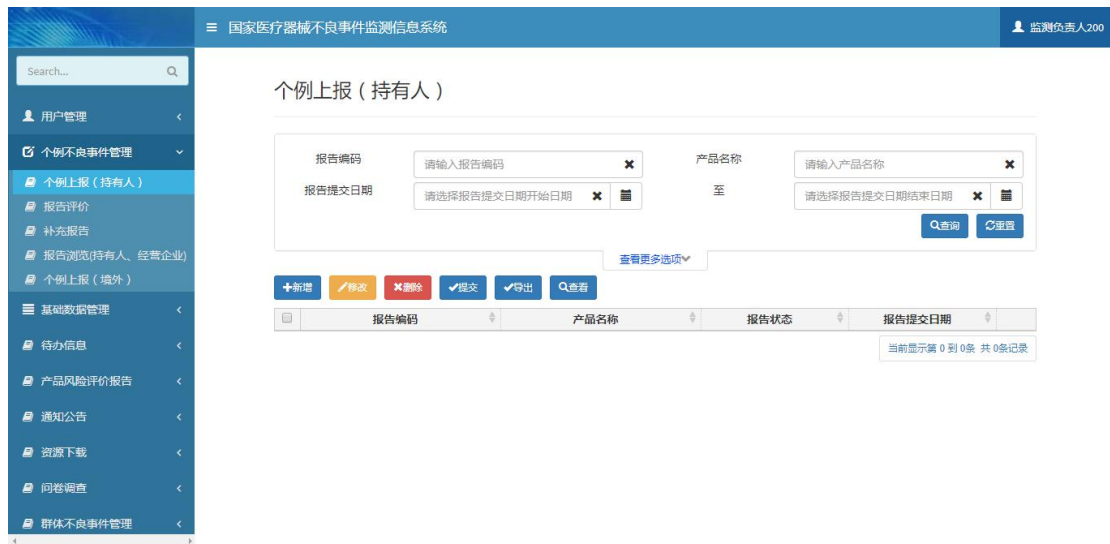 国家医疗器械不良事件监测信息系统
监测负责人200
Search...
用户管理
个例不良事件管理
个例上报（持有人）
报告评价
补充报告
报告浏览(持有人、经营企业)
个例上报（境外）
基础数据管理
待办信息
产品风险评价报告
通知公告
资源下载
问卷调查
群体不良事件管理
个例上报（持有人）
报告编码 请输入报告编码 产品名称 请输入产品名称
报告提交日期 请选择报告提交日期开始日期 至 请选择报告提交日期结束日期
查询 重置
查看更多选项
新增 修改 删除 提交 导出 查看
报告编码 产品名称 报告状态 报告提交日期
当前显示第 0 到 0条 共 0条记录